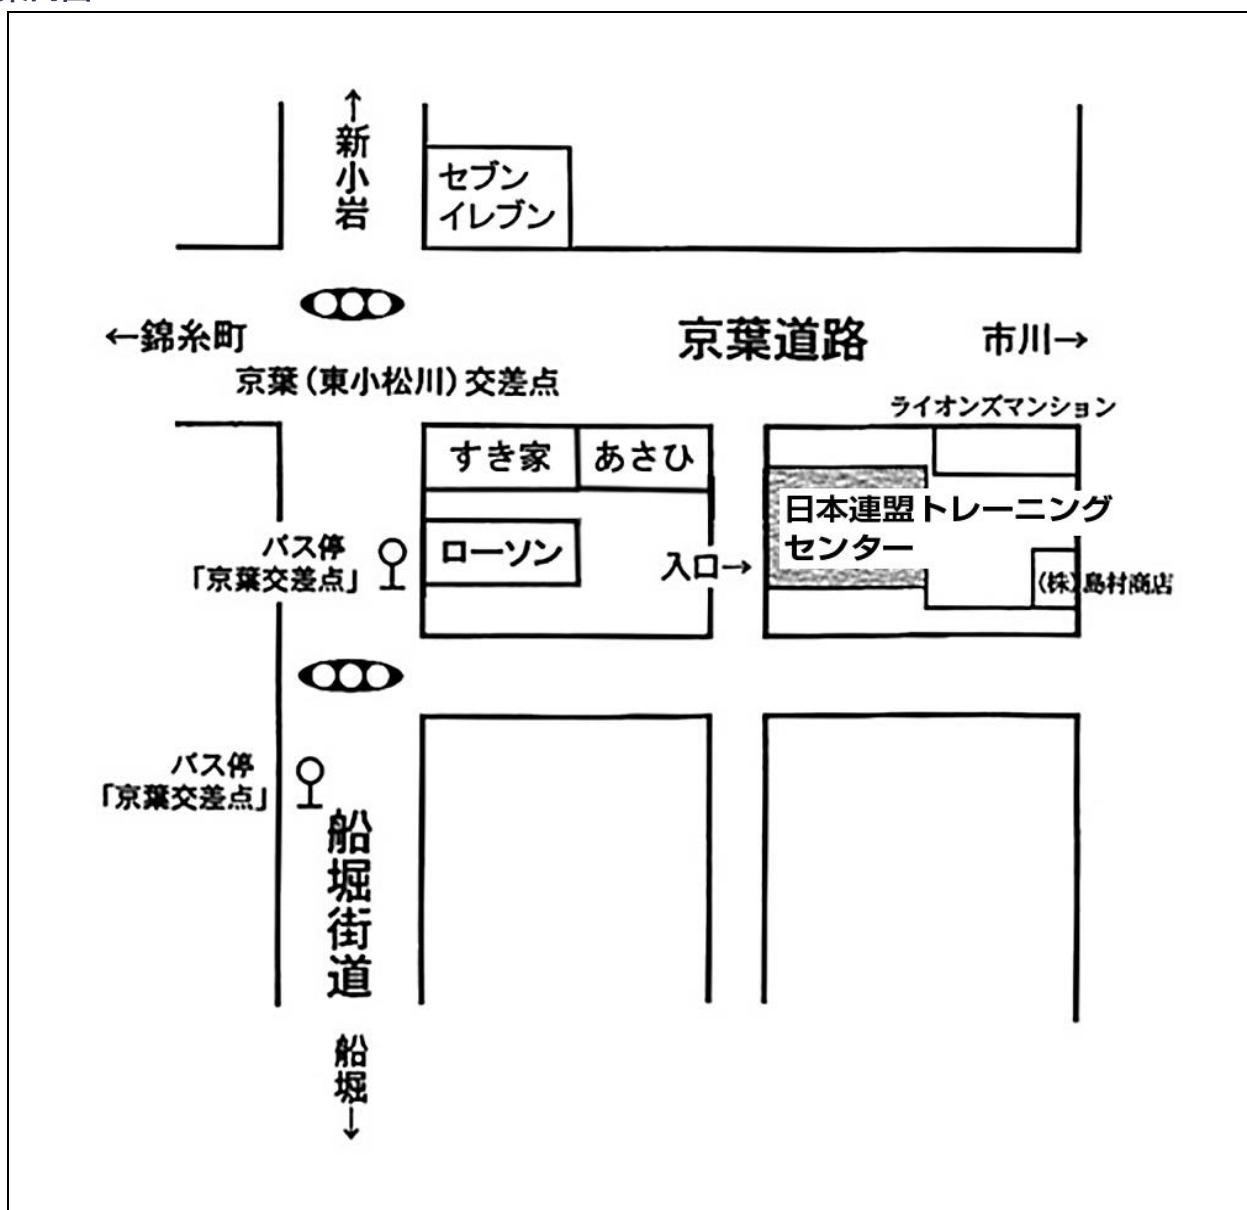 案内図
↑新小岩
セブン
イレブン
←錦糸町
京葉道路
市川→
京葉(東小松川)交差点
ライオンズマンション
すき家
あさひ
日本連盟トレーニング
センター
バス停
「京葉交差点」
ローソン
入口→
(株)島村商店
バス停
「京葉交差点」
船堀街道
船堀↓